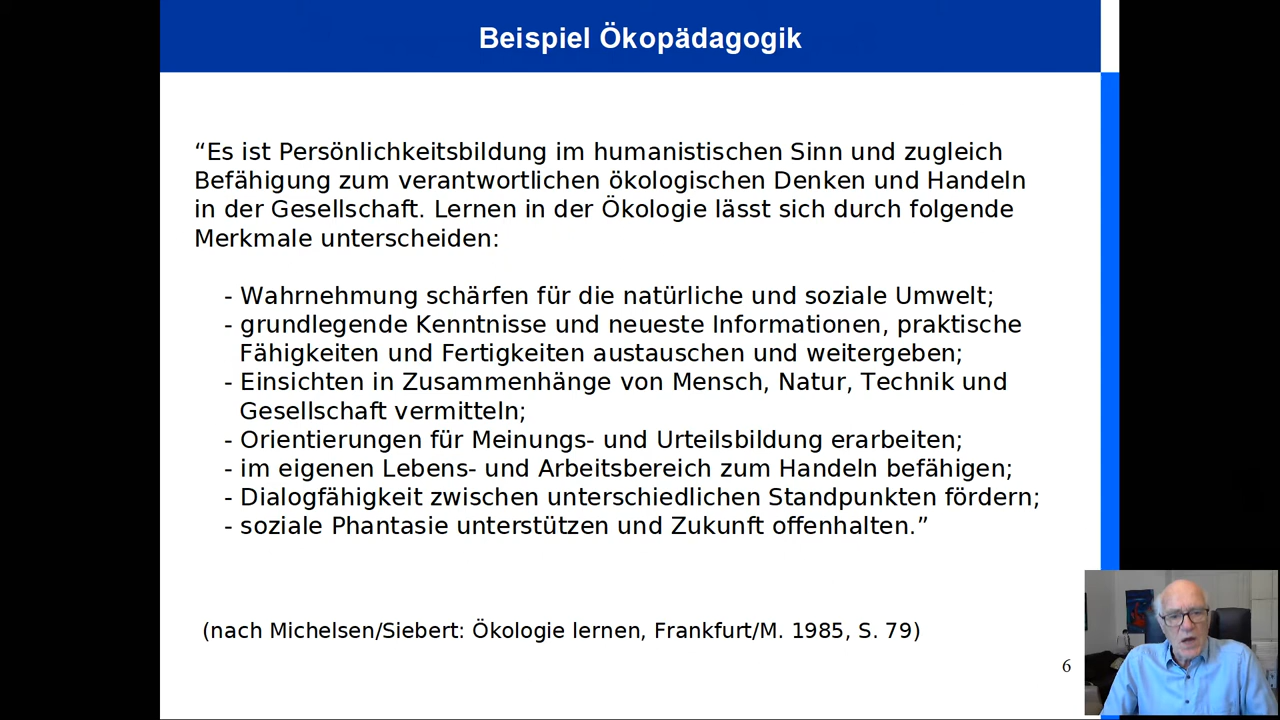 Beispiel Ökopädagogik
“Es ist Persönlichkeitsbildung im humanistischen Sinn und zugleich
Befähigung zum verantwortlichen ökologischen Denken und Handeln
in der Gesellschaft. Lernen in der Ökologie lässt sich durch folgende
Merkmale unterscheiden:
- Wahrnehmung schärfen für die natürliche und soziale Umwelt;
- grundlegende Kenntnisse und neueste Informationen, praktische
Fähigkeiten und Fertigkeiten austauschen und weitergeben;
- Einsichten in Zusammenhänge von Mensch, Natur, Technik und
Gesellschaft vermitteln;
- Orientierungen für Meinungs- und Urteilsbildung erarbeiten;
- im eigenen Lebens- und Arbeitsbereich zum Handeln befähigen;
- Dialogfähigkeit zwischen unterschiedlichen Standpunkten fördern;
- soziale Phantasie unterstützen und Zukunft offenhalten.”
(nach Michelsen/Siebert: Ökologie lernen, Frankfurt/M. 1985, S. 79)
6